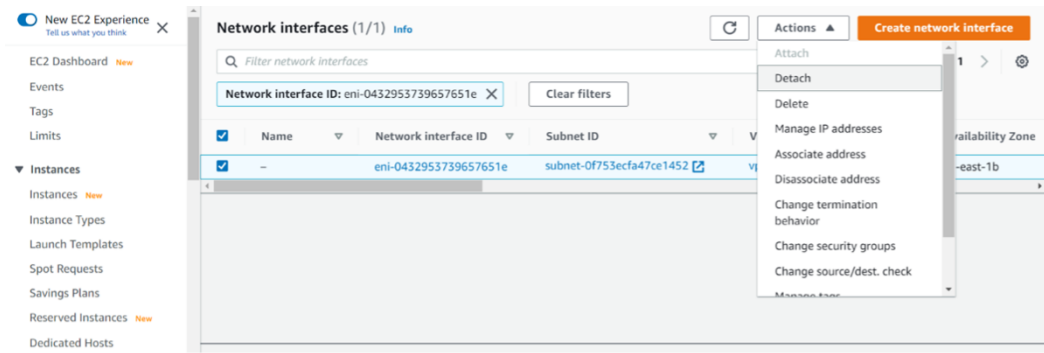 New EC2 Experience
Tell us what you think
EC2 Dashboard New
Events
Tags
Limits
Instances
Instances New
Instance Types
Launch Templates
Spot Requests
Savings Plans
Reserved Instances New
Dedicated Hosts
Network interfaces (1/1) Info
Actions
Create network interface
Filter network interfaces
1
Network interface ID: eni-0432953739657651e
Clear filters
Name Network interface ID Subnet ID V vailability Zone
– eni-0432953739657651e subnet-0f753ecfa47ce1452 vp -east-1b
Attach
Detach
Delete
Manage IP addresses
Associate address
Disassociate address
Change termination
behavior
Change security groups
Change source/dest. check
Manage tags